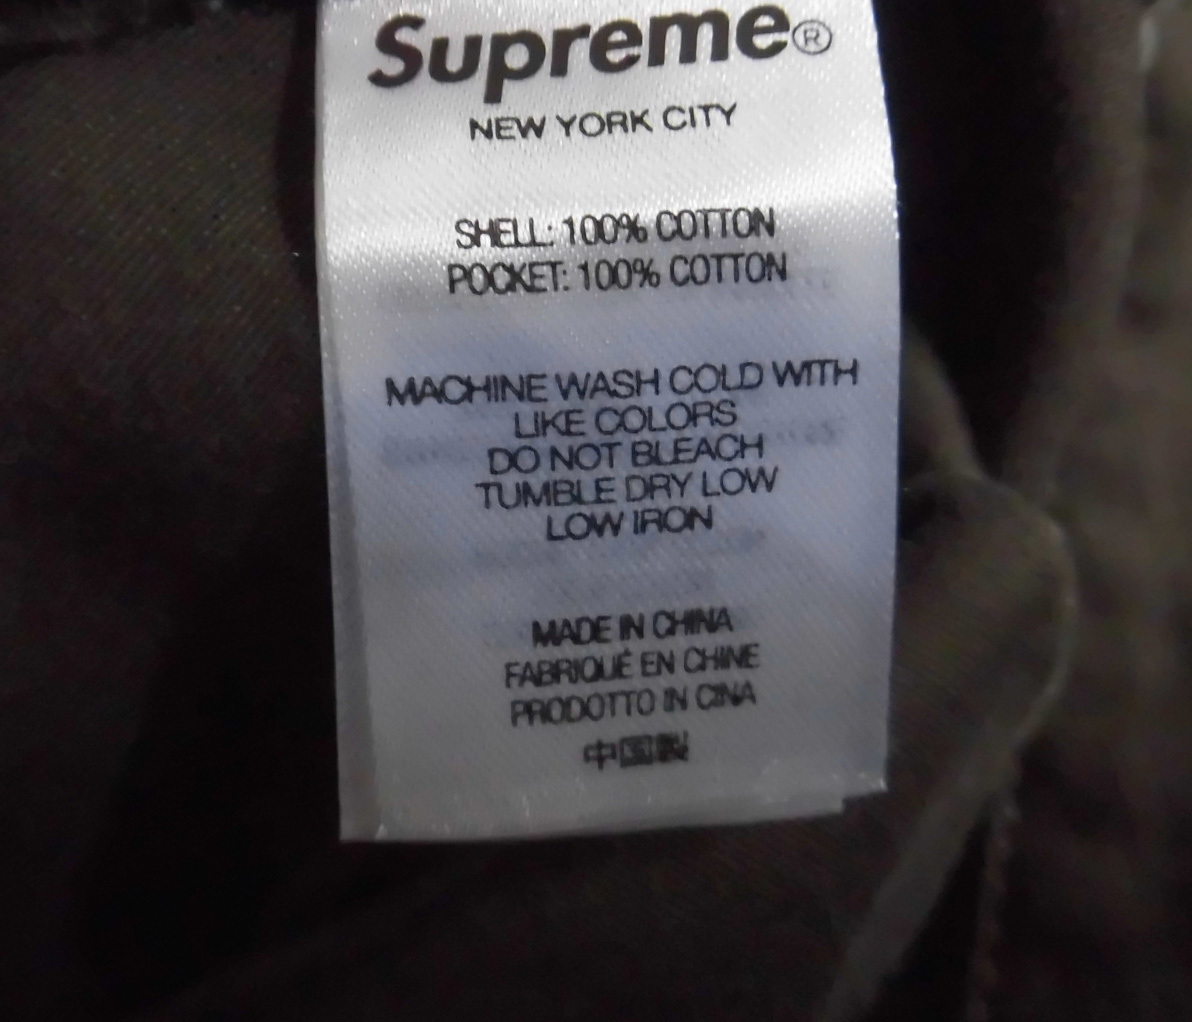 Supreme®
NEW YORK CITY
SHELL: 100% COTTON
POCKET: 100% COTTON
MACHINE WASH COLD WITH
LIKE COLORS
DO NOT BLEACH
TUMBLE DRY LOW
LOW IRON
MADE IN CHINA
FABRIQUÉ EN CHINE
PRODOTTO IN CINA
中国製